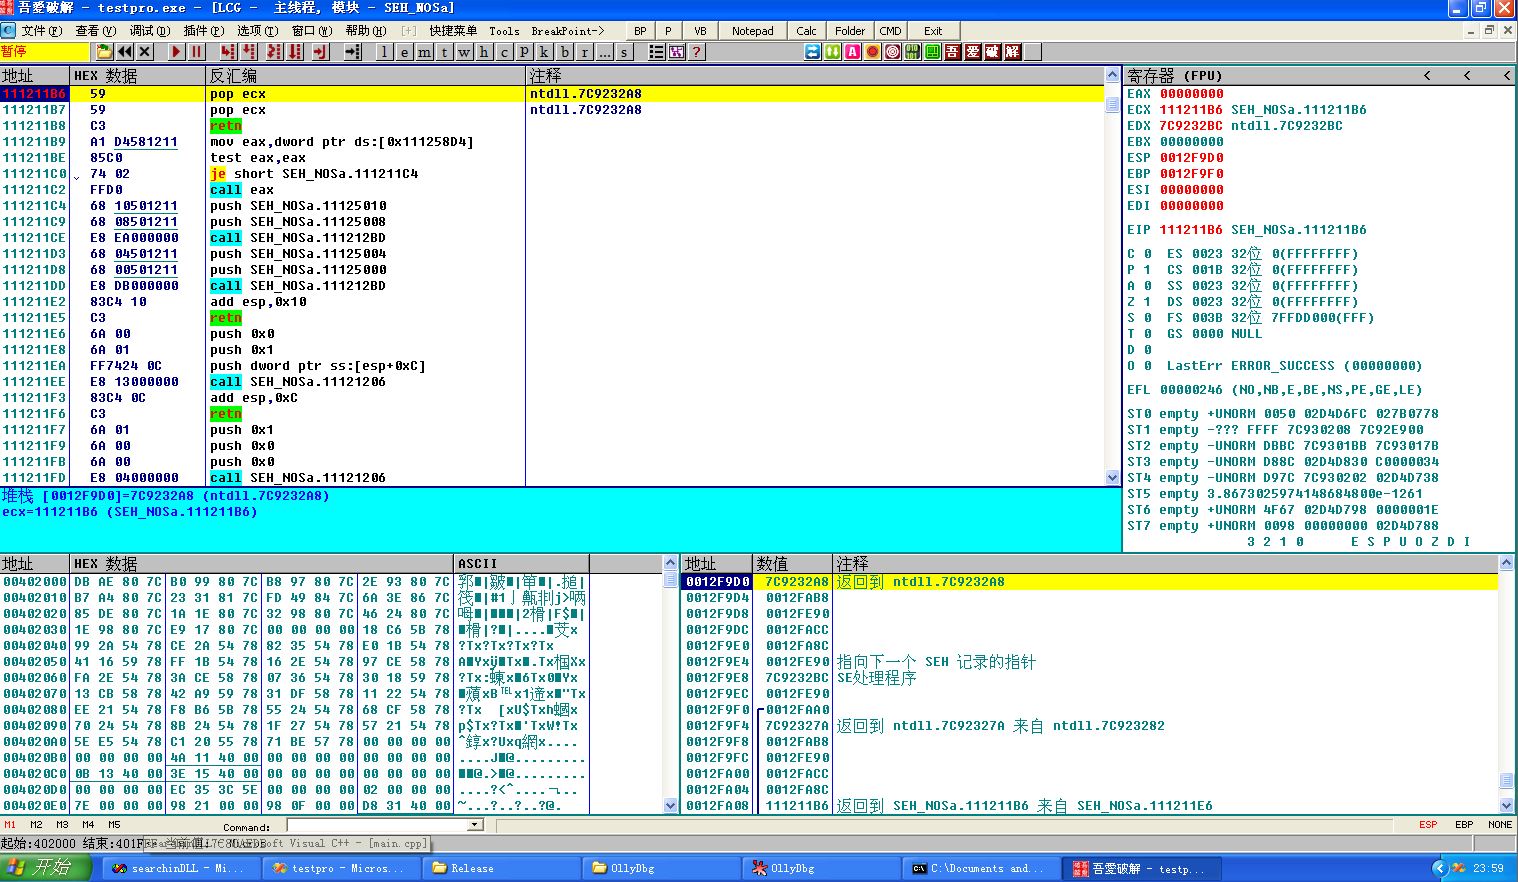 吾爱破解 - testpro.exe - [LCG - 主线程, 模块 - SEH_NOSa]
文件(F) 查看(V) 调试(D) 插件(P) 选项(T) 窗口(W) 帮助(H) [+] 快捷菜单 Tools BreakPoint-> BP P VB Notepad Calc Folder CMD Exit
暂停 l e m t w h c p k b r ... s ? 吾 爱 破 解
地址 HEX 数据 反汇编 注释
111211B6 59 pop ecx ntdll.7C9232A8
111211B7 59 pop ecx ntdll.7C9232A8
111211B8 C3 retn
111211B9 A1 D4581211 mov eax,dword ptr ds:[0x111258D4]
111211BE 85C0 test eax,eax
111211C0 74 02 je short SEH_NOSa.111211C4
111211C2 FFD0 call eax
111211C4 68 10501211 push SEH_NOSa.11125010
111211C9 68 08501211 push SEH_NOSa.11125008
111211CE E8 EA000000 call SEH_NOSa.111212BD
111211D3 68 04501211 push SEH_NOSa.11125004
111211D8 68 00501211 push SEH_NOSa.11125000
111211DD E8 DB000000 call SEH_NOSa.111212BD
111211E2 83C4 10 add esp,0x10
111211E5 C3 retn
111211E6 6A 00 push 0x0
111211E8 6A 01 push 0x1
111211EA FF7424 0C push dword ptr ss:[esp+0xC]
111211EE E8 13000000 call SEH_NOSa.11121206
111211F3 83C4 0C add esp,0xC
111211F6 C3 retn
111211F7 6A 01 push 0x1
111211F9 6A 00 push 0x0
111211FB 6A 00 push 0x0
111211FD E8 04000000 call SEH_NOSa.11121206
堆栈 [0012F9D0]=7C9232A8 (ntdll.7C9232A8)
ecx=111211B6 (SEH_NOSa.111211B6)
寄存器 (FPU) < < <
EAX 00000000
ECX 111211B6 SEH_NOSa.111211B6
EDX 7C9232BC ntdll.7C9232BC
EBX 00000000
ESP 0012F9D0
EBP 0012F9F0
ESI 00000000
EDI 00000000
EIP 111211B6 SEH_NOSa.111211B6
C 0 ES 0023 32位 0(FFFFFFFF)
P 1 CS 001B 32位 0(FFFFFFFF)
A 0 SS 0023 32位 0(FFFFFFFF)
Z 1 DS 0023 32位 0(FFFFFFFF)
S 0 FS 003B 32位 7FFDD000(FFF)
T 0 GS 0000 NULL
D 0
O 0 LastErr ERROR_SUCCESS (00000000)
EFL 00000246 (NO,NB,E,BE,NS,PE,GE,LE)
ST0 empty +UNORM 0050 02D4D6FC 027B0778
ST1 empty -??? FFFF 7C930208 7C92E900
ST2 empty -UNORM DBBC 7C9301BB 7C93017B
ST3 empty -UNORM D88C 02D4D830 C0000034
ST4 empty -UNORM D97C 7C930202 02D4D738
ST5 empty 3.8673025974148684800e-1261
ST6 empty +UNORM 4F67 02D4D798 0000001E
ST7 empty +UNORM 0098 00000000 02D4D788
3 2 1 0 E S P U O Z D I
地址 HEX 数据 ASCII
00402000 DB AE 80 7C B0 99 80 7C B8 97 80 7C 2E 93 80 7C
00402010 B7 A4 80 7C 23 31 81 7C FD 49 84 7C 6A 3E 86 7C
00402020 85 DE 80 7C 1A 1E 80 7C 32 98 80 7C 46 24 80 7C
00402030 1E 98 80 7C E9 17 80 7C 00 00 00 00 18 C6 5B 78
00402040 99 2A 54 78 CE 2A 54 78 82 35 54 78 E0 1B 54 78 ?Tx?Tx?Tx?Tx
00402050 41 16 59 78 FF 1B 54 78 16 2E 54 78 97 CE 58 78
00402060 FA 2E 54 78 3A CE 58 78 07 36 54 78 30 18 59 78
00402070 13 CB 58 78 42 A9 59 78 31 DF 58 78 11 22 54 78
00402080 EE 21 54 78 F8 B6 5B 78 55 24 54 78 68 CF 58 78
00402090 70 24 54 78 8B 24 54 78 1F 27 54 78 57 21 54 78
004020A0 5E E5 54 78 C1 20 55 78 71 BE 57 78 00 00 00 00
004020B0 00 00 00 00 4A 11 40 00 00 00 00 00 00 00 00 00
004020C0 0B 13 40 00 3E 15 40 00 00 00 00 00 00 00 00 00
004020D0 00 00 00 00 EC 35 3C 5E 00 00 00 00 02 00 00 00
004020E0 7E 00 00 00 98 21 00 00 98 0F 00 00 D8 31 40 00 ~...?..?..?@.
地址 数值 注释
0012F9D0 7C9232A8 返回到 ntdll.7C9232A8
0012F9D4 0012FAB8
0012F9D8 0012FE90
0012F9DC 0012FACC
0012F9E0 0012FA8C
0012F9E4 0012FE90 指向下一个 SEH 记录的指针
0012F9E8 7C9232BC SE处理程序
0012F9EC 0012FE90
0012F9F0 0012FAA0
0012F9F4 7C92327A 返回到 ntdll.7C92327A 来自 ntdll.7C923282
0012F9F8 0012FAB8
0012F9FC 0012FE90
0012FA00 0012FACC
0012FA04 0012FA8C
0012FA08 111211B6 返回到 SEH_NOSa.111211B6 来自 SEH_NOSa.111211E6
M1 M2 M3 M4 M5 Command: ESP EBP NONE
起始:402000 结束:401F
soft Visual C++ - [main.cpp]
开始 searchinDLL - Mi... testpro - Micros... Release OllyDbg OllyDbg C:\Documents and... 吾爱破解 - testp... 23:59